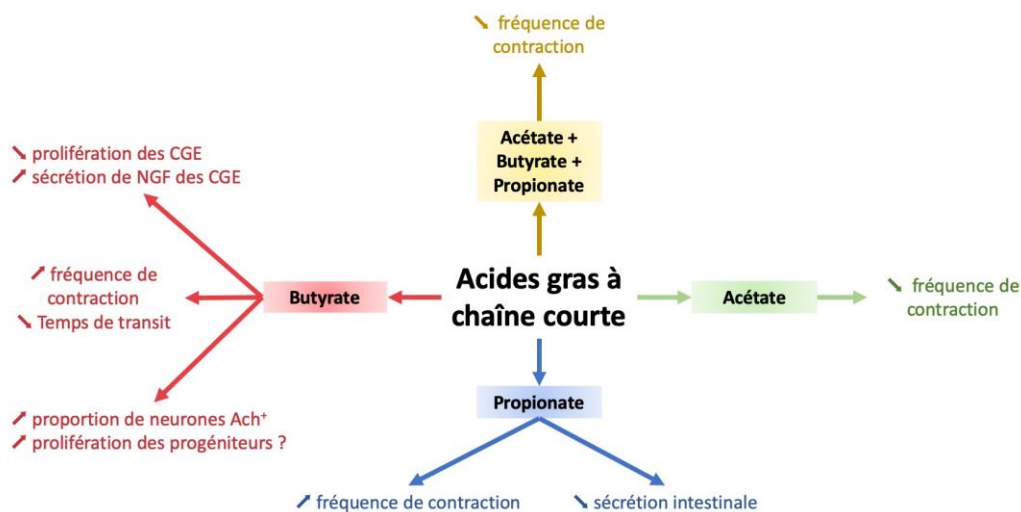 ↘ fréquence de
contraction
Acétate +
Butyrate +
Propionate
↘ prolifération des CGE
↗ sécrétion de NGF des CGE
↗ fréquence de
contraction
↘ Temps de transit
Butyrate
Acides gras à
chaîne courte
Acétate
↘ fréquence de
contraction
↗ proportion de neurones Ach⁺
↗ prolifération des progéniteurs ?
Propionate
↗ fréquence de contraction
↘ sécrétion intestinale